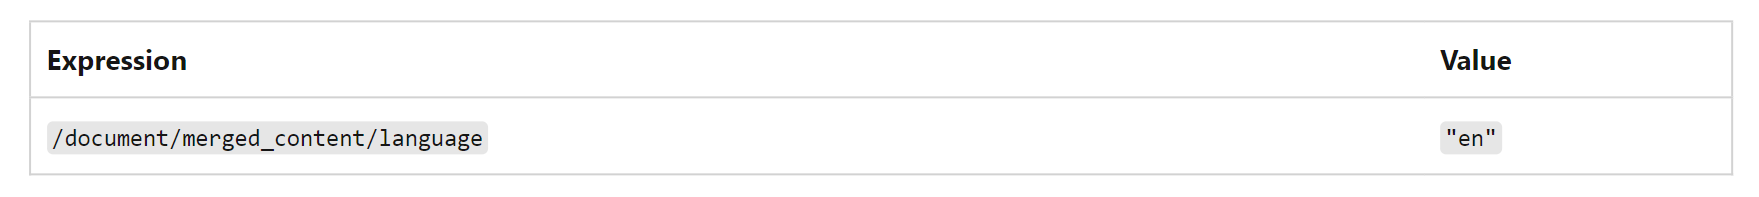 Expression Value
/document/merged_content/language "en"